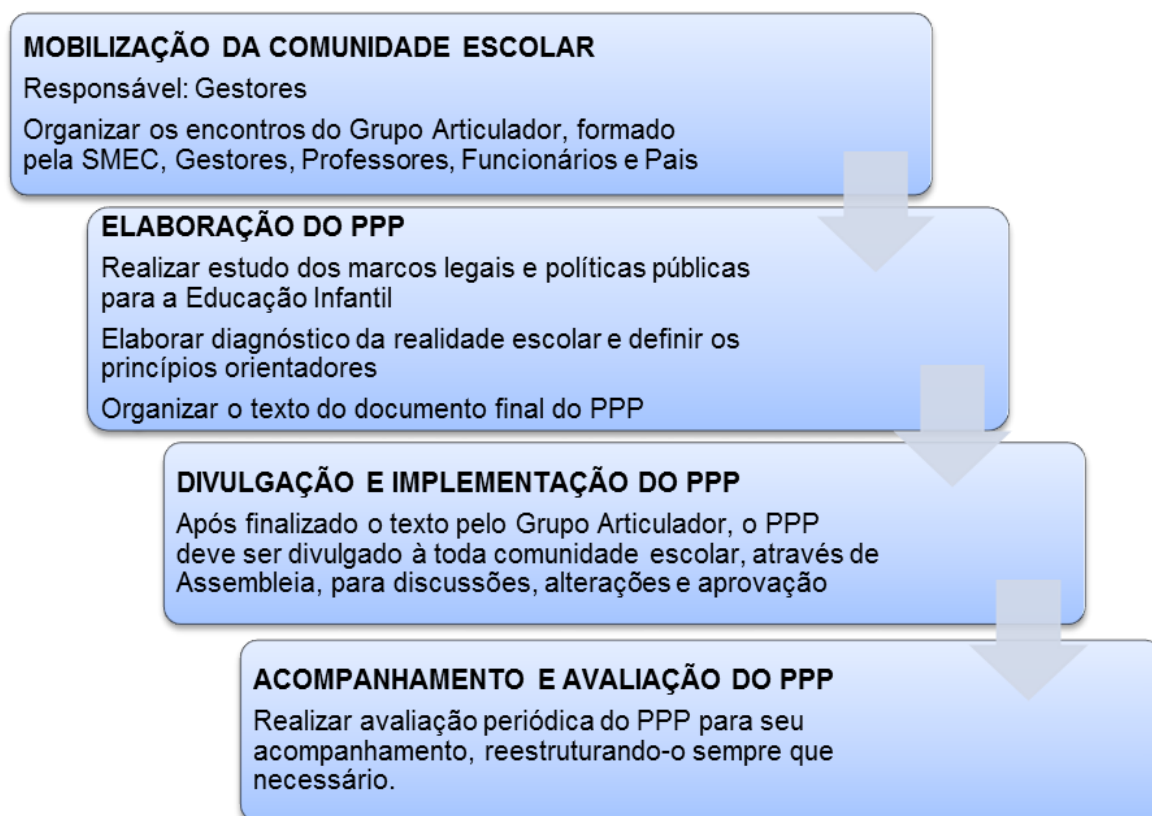 MOBILIZAÇÃO DA COMUNIDADE ESCOLAR
Responsável: Gestores
Organizar os encontros do Grupo Articulador, formado
pela SMEC, Gestores, Professores, Funcionários e Pais
ELABORAÇÃO DO PPP
Realizar estudo dos marcos legais e políticas públicas
para a Educação Infantil
Elaborar diagnóstico da realidade escolar e definir os
princípios orientadores
Organizar o texto do documento final do PPP
DIVULGAÇÃO E IMPLEMENTAÇÃO DO PPP
Após finalizado o texto pelo Grupo Articulador, o PPP
deve ser divulgado à toda comunidade escolar, através de
Assembleia, para discussões, alterações e aprovação
ACOMPANHAMENTO E AVALIAÇÃO DO PPP
Realizar avaliação periódica do PPP para seu
acompanhamento, reestruturando-o sempre que
necessário.